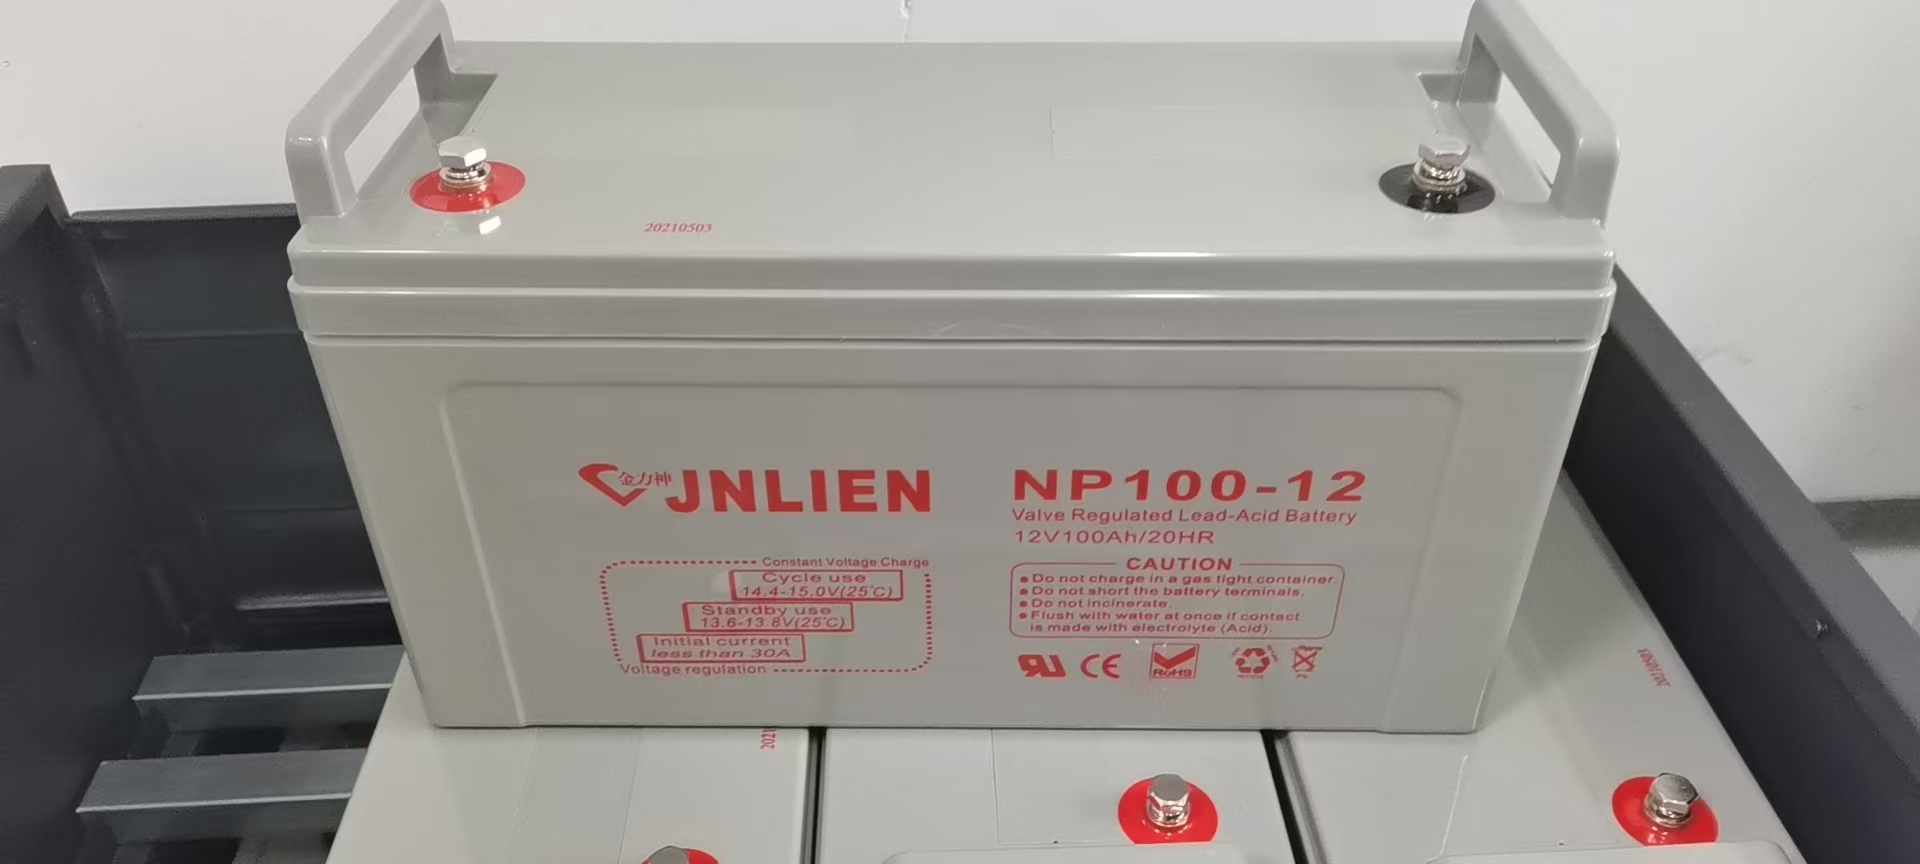 20210503
金力神 JNLIEN
NP100-12
Valve Regulated Lead-Acid Battery
12V100Ah/20HR
Constant Voltage Charge
Cycle use
14.4-15.0V(25℃)
Standby use
13.6-13.8V(25℃)
Initial current
less than 30A
Voltage regulation
CAUTION
• Do not charge in a gas tight container.
• Do not short the battery terminals.
• Do not incinerate.
• Flush with water at once if contact
is made with electrolyte (Acid).
CE
RoHS
Pb
2021
20210503